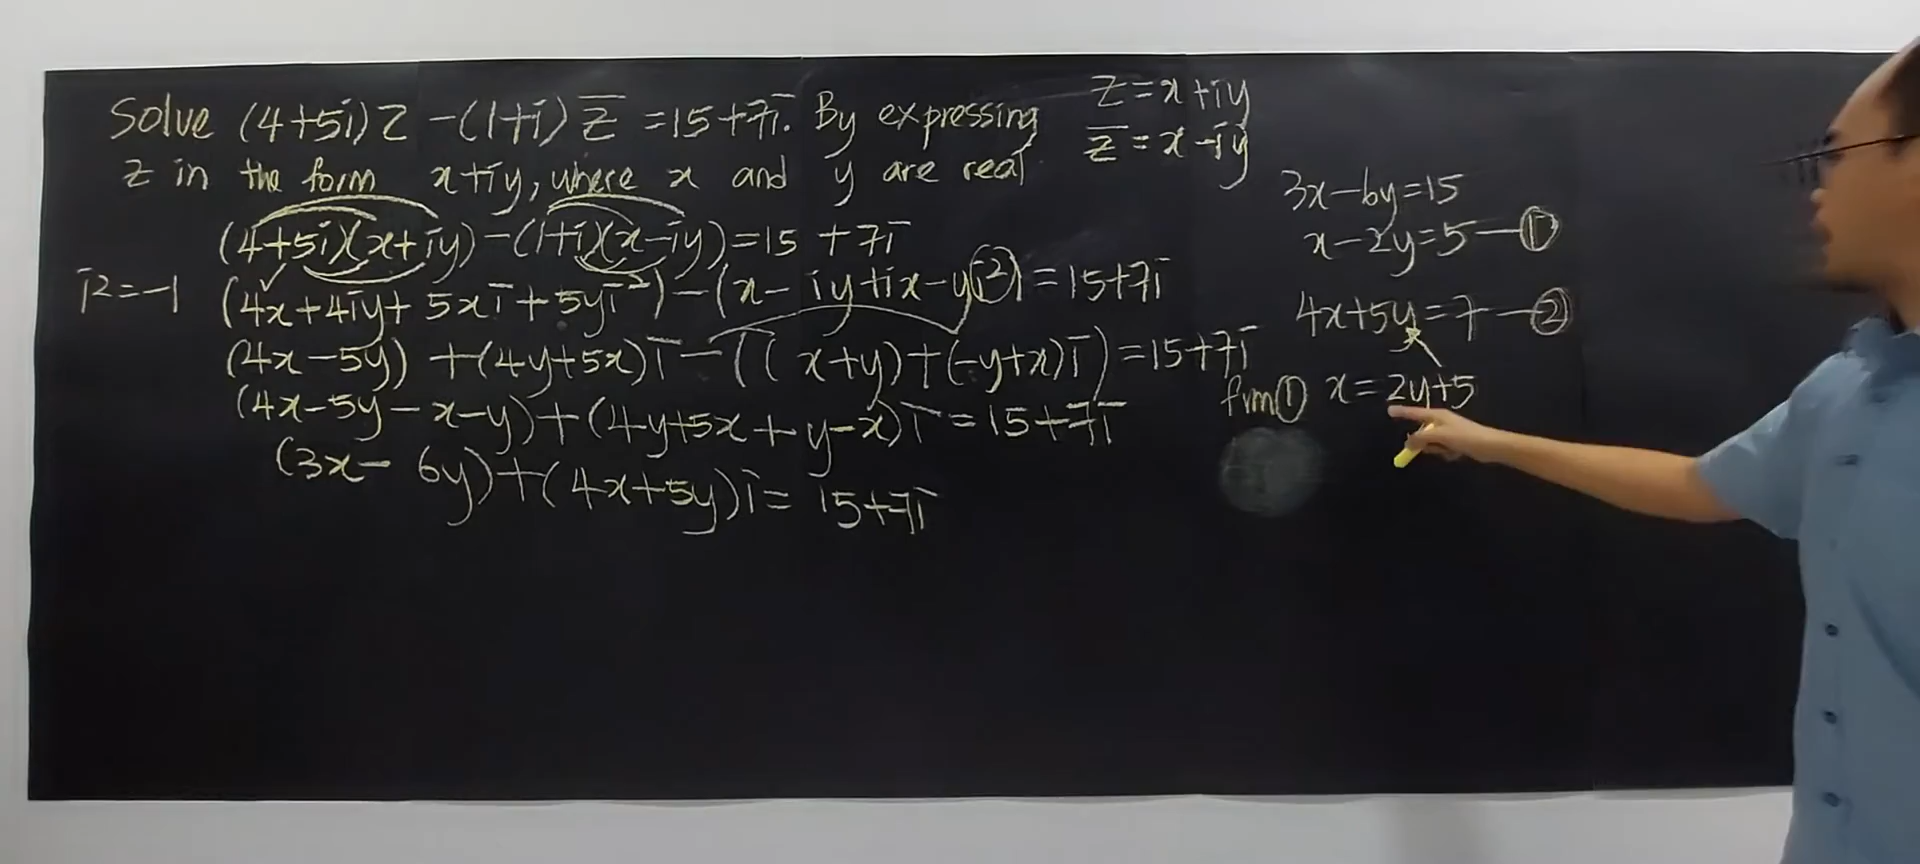 Solve (4+5i)z-(1+i)z̅=15+7i. By expressing
z in the form x+iy, where x and y are real
(4+5i)(x+iy)-(1+i)(x-iy)=15+7i
i²=-1
(4x+4iy+5xi+5yi²)-(x-iy+ix-yi²)=15+7i
(4x-5y)+(4y+5x)i-((x+y)+(-y+x)i)=15+7i
(4x-5y-x-y)+(4y+5x+y-x)i=15+7i
(3x-6y)+(4x+5y)i=15+7i
z=x+iy
z̅=x-iy
3x-6y=15
x-2y=5—①
4x+5y=7—②
frm① x=2y+5